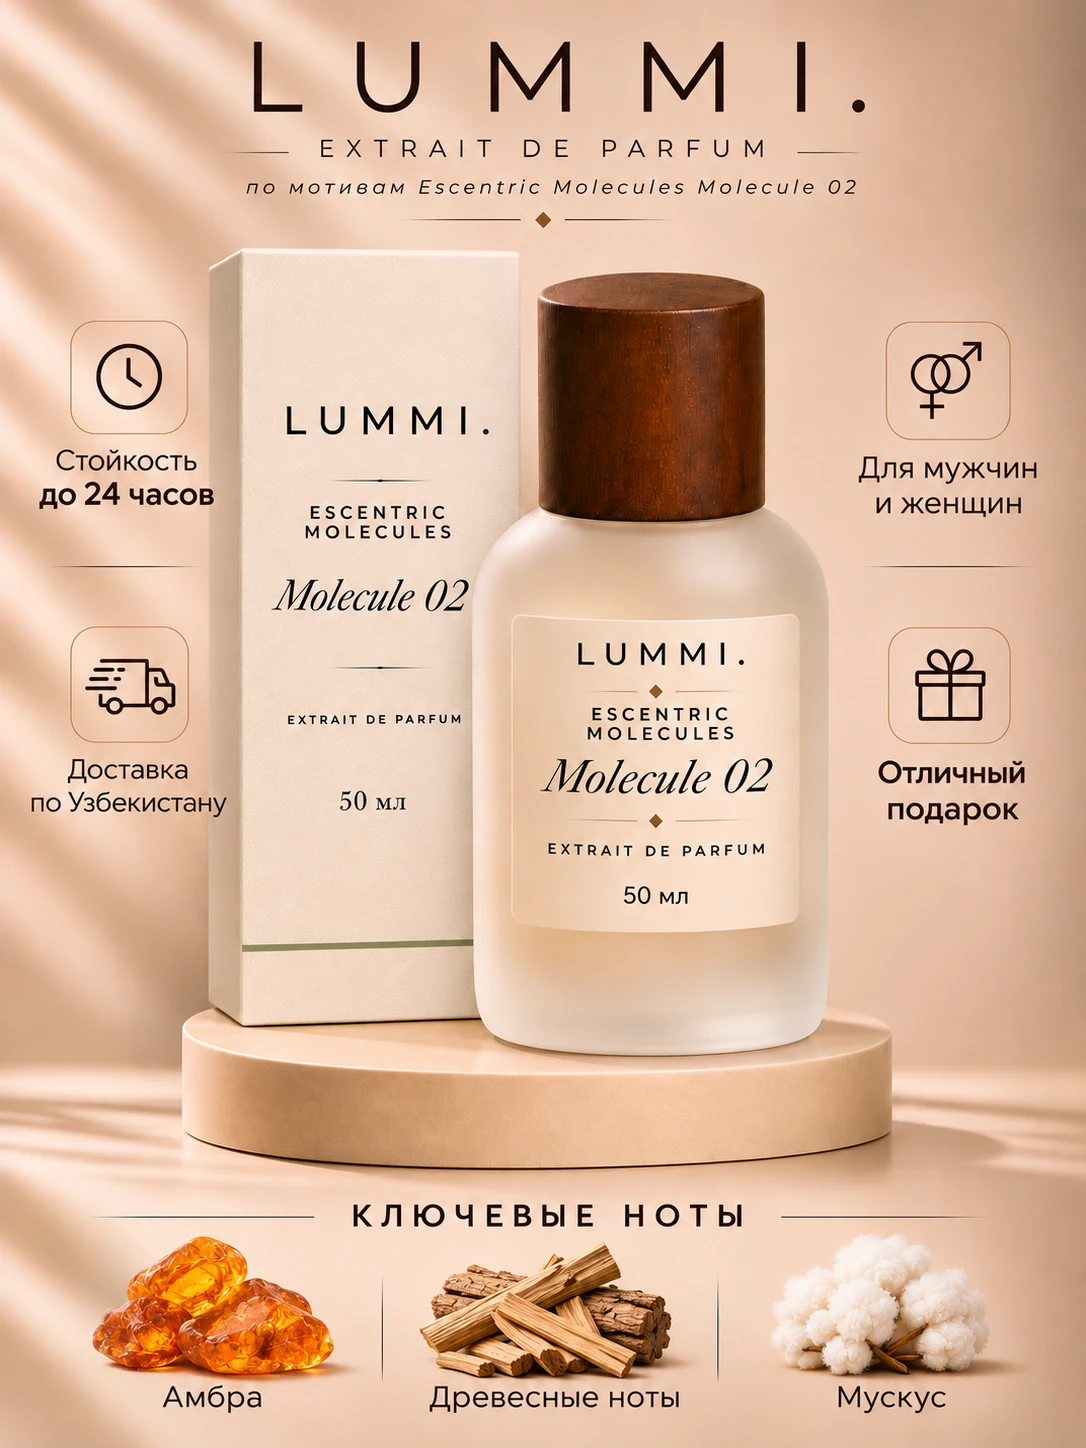 LUMMI.
EXTRAIT DE PARFUM
по мотивам Escentric Molecules Molecule 02
LUMMI.
ESCENTRIC
MOLECULES
Molecule 02
EXTRAIT DE PARFUM
50 мл
LUMMI.
ESCENTRIC
MOLECULES
Molecule 02
EXTRAIT DE PARFUM
50 мл
Стойкость
до 24 часов
Доставка
по Узбекистану
Для мужчин
и женщин
Отличный
подарок
КЛЮЧЕВЫЕ НОТЫ
Амбра
Древесные ноты
Мускус